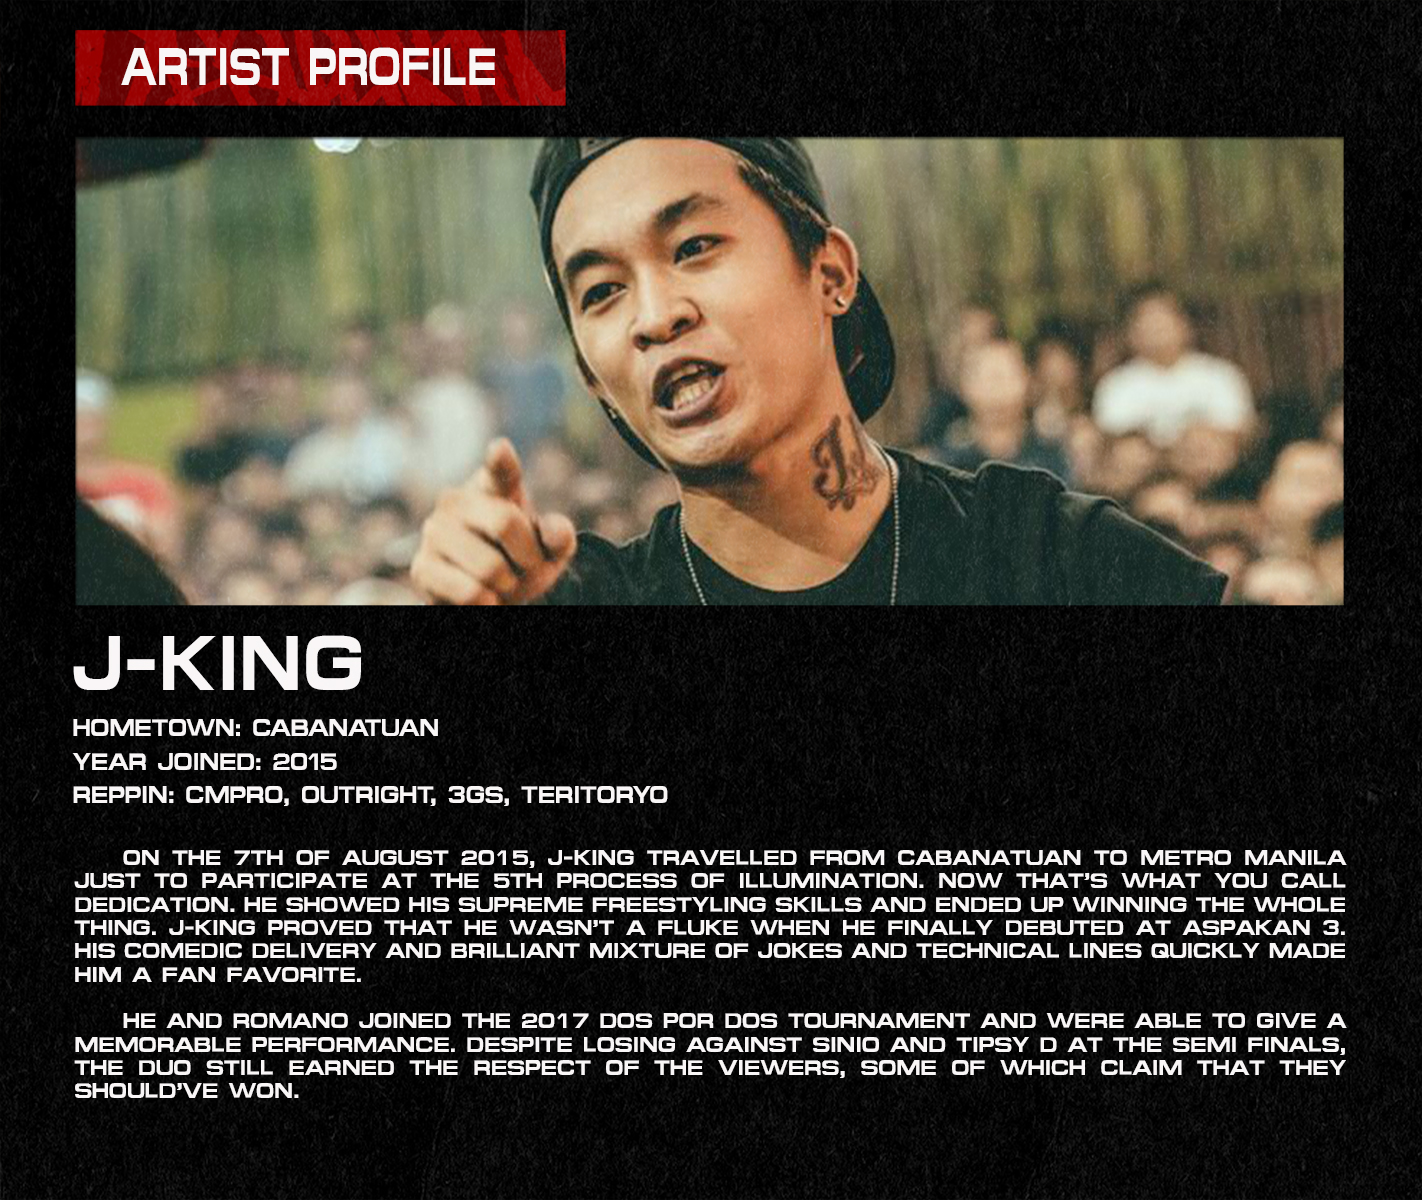 ARTIST PROFILE
J-KING
HOMETOWN: CABANATUAN
YEAR JOINED: 2015
REPPIN: CMPRO, OUTRIGHT, 3GS, TERITORYO
ON THE 7TH OF AUGUST 2015, J-KING TRAVELLED FROM CABANATUAN TO METRO MANILA
JUST TO PARTICIPATE AT THE 5TH PROCESS OF ILLUMINATION. NOW THAT'S WHAT YOU CALL
DEDICATION. HE SHOWED HIS SUPREME FREESTYLING SKILLS AND ENDED UP WINNING THE WHOLE
THING. J-KING PROVED THAT HE WASN'T A FLUKE WHEN HE FINALLY DEBUTED AT ASPAKAN 3.
HIS COMEDIC DELIVERY AND BRILLIANT MIXTURE OF JOKES AND TECHNICAL LINES QUICKLY MADE
HIM A FAN FAVORITE.
HE AND ROMANO JOINED THE 2017 DOS POR DOS TOURNAMENT AND WERE ABLE TO GIVE A
MEMORABLE PERFORMANCE. DESPITE LOSING AGAINST SINIO AND TIPSY D AT THE SEMI FINALS,
THE DUO STILL EARNED THE RESPECT OF THE VIEWERS, SOME OF WHICH CLAIM THAT THEY
SHOULD'VE WON.